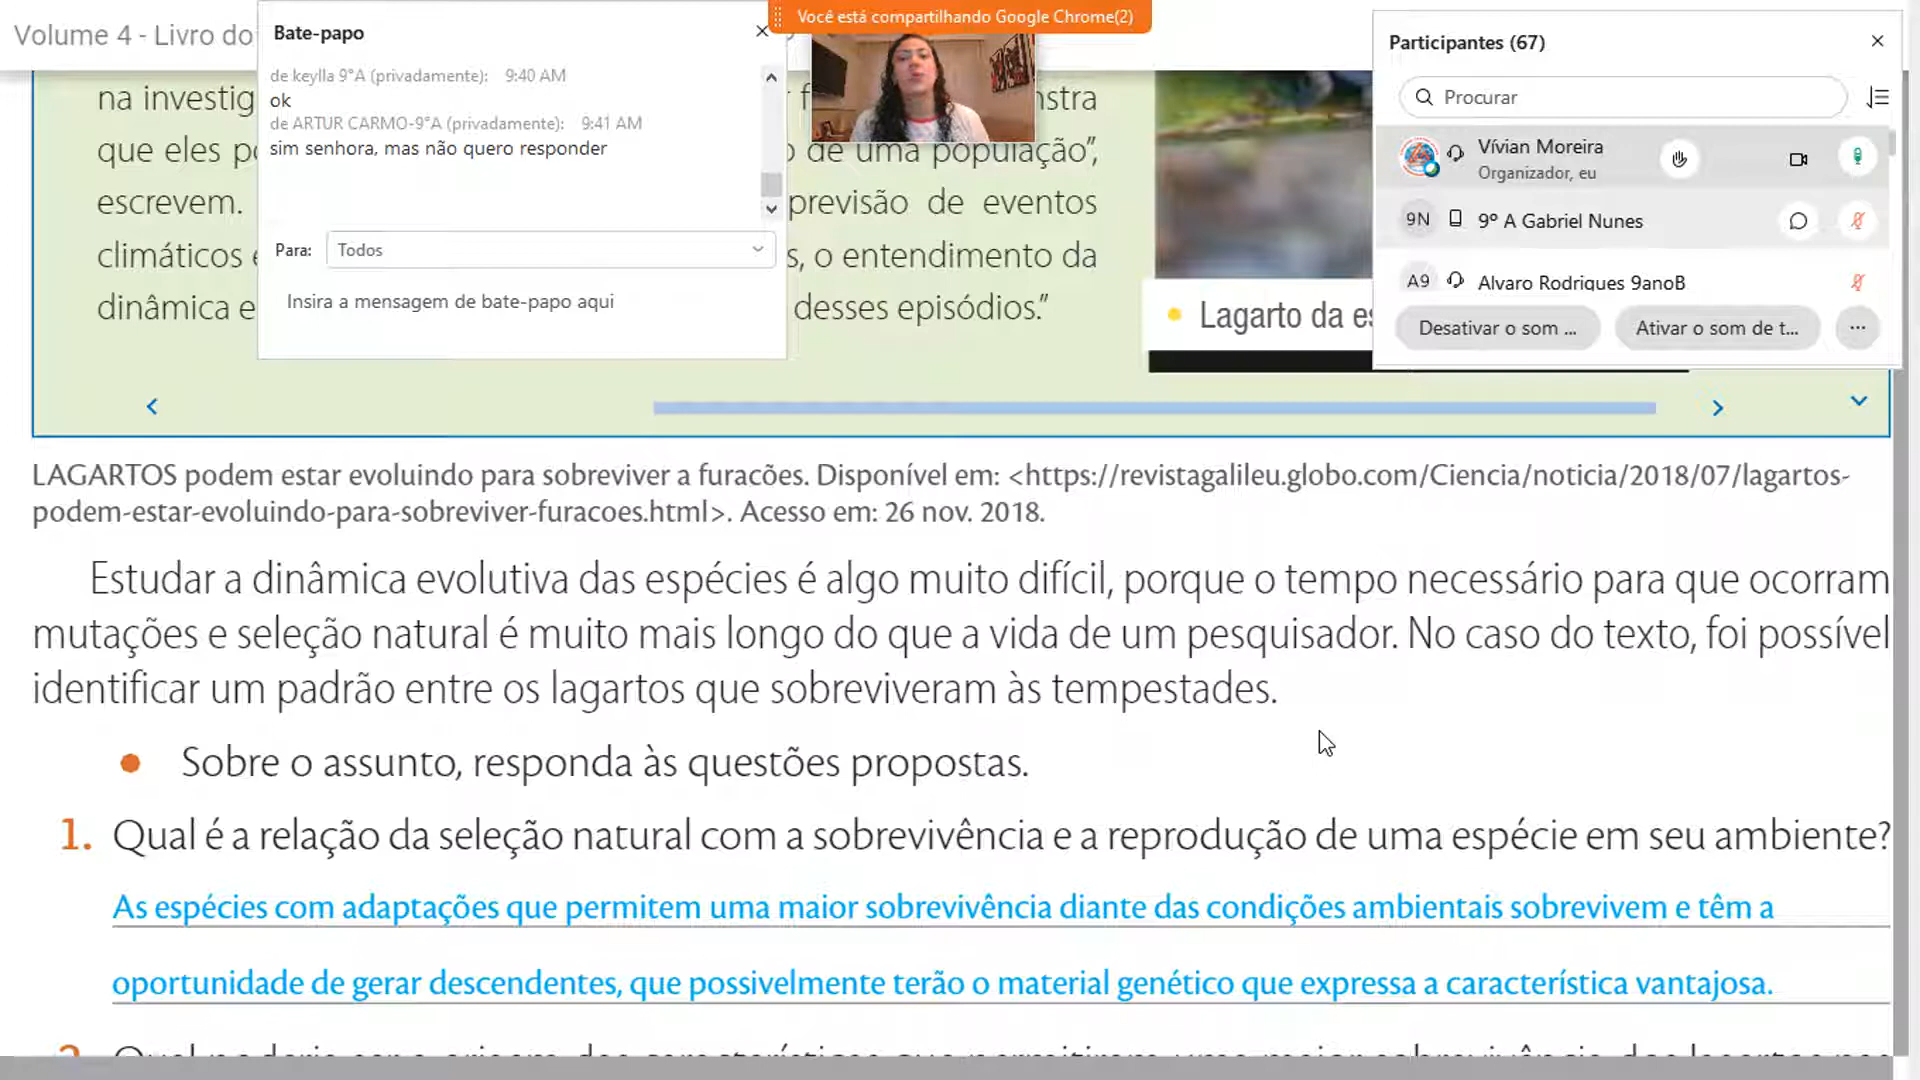 Você está compartilhando Google Chrome(2)
Volume 4 - Livro do
Bate-papo
de keylla 9°A (privadamente): 9:40 AM
ok
de ARTUR CARMO-9°A (privadamente): 9:41 AM
sim senhora, mas não quero responder
Para: Todos
Insira a mensagem de bate-papo aqui
Participantes (67)
Procurar
Vívian Moreira
Organizador, eu
9N 9º A Gabriel Nunes
A9 Alvaro Rodrigues 9anoB
Desativar o som ... Ativar o som de t...
na investig
que eles de uma população”,
escrevem. previsão de eventos
climáticos o entendimento da
dinâmica e desses episódios.”
Lagarto da
LAGARTOS podem estar evoluindo para sobreviver a furacões. Disponível em: <https://revistagalileu.globo.com/Ciencia/noticia/2018/07/lagartos-
podem-estar-evoluindo-para-sobreviver-furacoes.html>. Acesso em: 26 nov. 2018.
Estudar a dinâmica evolutiva das espécies é algo muito difícil, porque o tempo necessário para que ocorram
mutações e seleção natural é muito mais longo do que a vida de um pesquisador. No caso do texto, foi possível
identificar um padrão entre os lagartos que sobreviveram às tempestades.
Sobre o assunto, responda às questões propostas.
1. Qual é a relação da seleção natural com a sobrevivência e a reprodução de uma espécie em seu ambiente?
As espécies com adaptações que permitem uma maior sobrevivência diante das condições ambientais sobrevivem e têm a
oportunidade de gerar descendentes, que possivelmente terão o material genético que expressa a característica vantajosa.